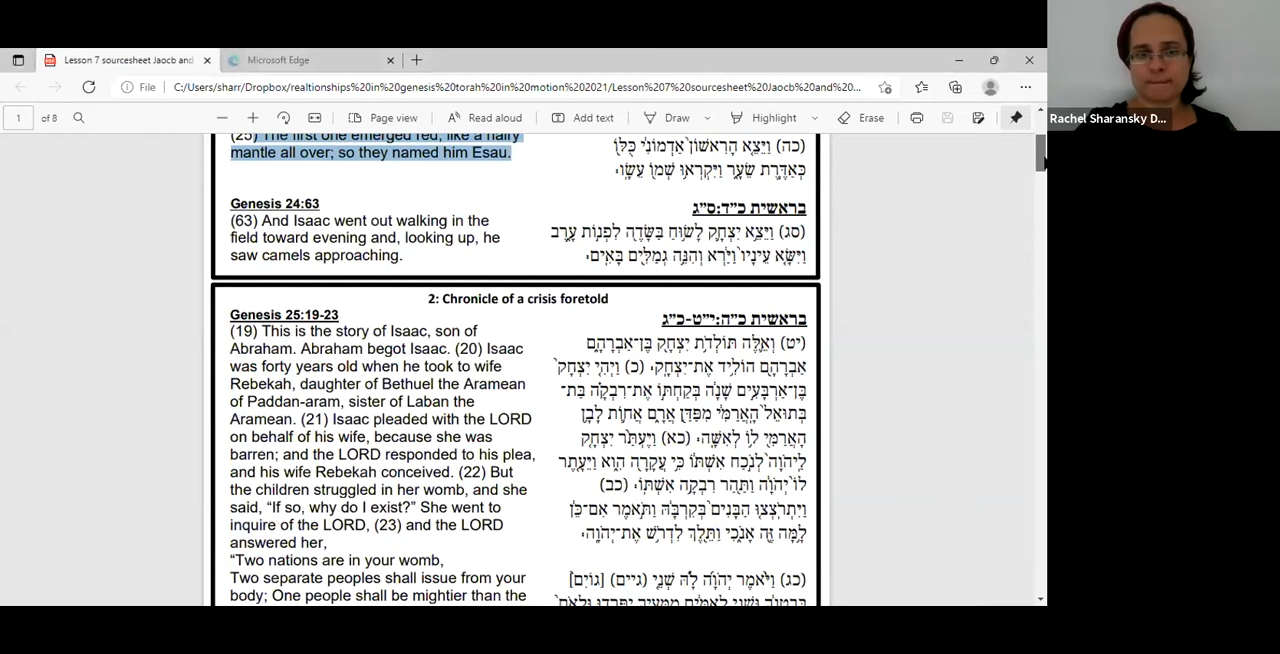 Lesson 7 sourcesheet Jaocb and
Microsoft Edge
File
C:/Users/sharr/Dropbox/realtionships%20in%20genesis%20torah%20in%20motion%202021/Lesson%207%20sourcesheet%20Jaocb%20and%20...
1 of 8
Page view
Read aloud
Add text
Draw
Highlight
Erase
Rachel Sharansky D...
(25) The first one emerged red, like a hairy
mantle all over; so they named him Esau.
(כה) וַיֵּצֵ֤א הָרִאשׁוֹן֙ אַדְמוֹנִ֔י כֻּלּ֖וֹ
כְּאַדֶּ֣רֶת שֵׂעָ֑ר וַיִּקְרְא֥וּ שְׁמ֖וֹ עֵשָֽׂו׃
Genesis 24:63
(63) And Isaac went out walking in the
field toward evening and, looking up, he
saw camels approaching.
בראשית כ״ד:ס״ג
(סג) וַיֵּצֵ֥א יִצְחָ֛ק לָשׂ֥וּחַ בַּשָּׂדֶ֖ה לִפְנ֣וֹת עָ֑רֶב
וַיִּשָּׂ֤א עֵינָיו֙ וַיַּ֔רְא וְהִנֵּ֥ה גְמַלִּ֖ים בָּאִֽים׃
2: Chronicle of a crisis foretold
Genesis 25:19-23
(19) This is the story of Isaac, son of
Abraham. Abraham begot Isaac. (20) Isaac
was forty years old when he took to wife
Rebekah, daughter of Bethuel the Aramean
of Paddan-aram, sister of Laban the
Aramean. (21) Isaac pleaded with the LORD
on behalf of his wife, because she was
barren; and the LORD responded to his plea,
and his wife Rebekah conceived. (22) But
the children struggled in her womb, and she
said, “If so, why do I exist?” She went to
inquire of the LORD, (23) and the LORD
answered her,
“Two nations are in your womb,
Two separate peoples shall issue from your
body; One people shall be mightier than the
בראשית כ״ה:י״ט-כ״ג
(יט) וְאֵ֛לֶּה תּוֹלְדֹ֥ת יִצְחָ֖ק בֶּן־אַבְרָהָ֑ם
אַבְרָהָ֖ם הוֹלִ֥יד אֶת־יִצְחָֽק׃ (כ) וַיְהִ֤י יִצְחָק֙
בֶּן־אַרְבָּעִ֣ים שָׁנָ֔ה בְּקַחְתּ֣וֹ אֶת־רִבְקָ֗ה בַּת־
בְּתוּאֵל֙ הָֽאֲרַמִּ֔י מִפַּדַּ֖ן אֲרָ֑ם אֲח֛וֹת לָבָ֥ן
הָאֲרַמִּ֖י ל֥וֹ לְאִשָּֽׁה׃ (כא) וַיֶּעְתַּ֨ר יִצְחָ֤ק
לַֽיהוָה֙ לְנֹ֣כַח אִשְׁתּ֔וֹ כִּ֥י עֲקָרָ֖ה הִ֑וא וַיֵּעָ֤תֶר
לוֹ֙ יְהוָ֔ה וַתַּ֖הַר רִבְקָ֥ה אִשְׁתּֽוֹ׃ (כב)
וַיִּתְרֹֽצֲצ֤וּ הַבָּנִים֙ בְּקִרְבָּ֔הּ וַתֹּ֣אמֶר אִם־כֵּ֔ן
לָ֥מָּה זֶּ֖ה אָנֹ֑כִי וַתֵּ֖לֶךְ לִדְרֹ֥שׁ אֶת־יְהוָֽה׃
(כג) וַיֹּ֨אמֶר יְהוָ֜ה לָ֗הּ שְׁנֵ֤י (גיים) [גוֹיִם֙]